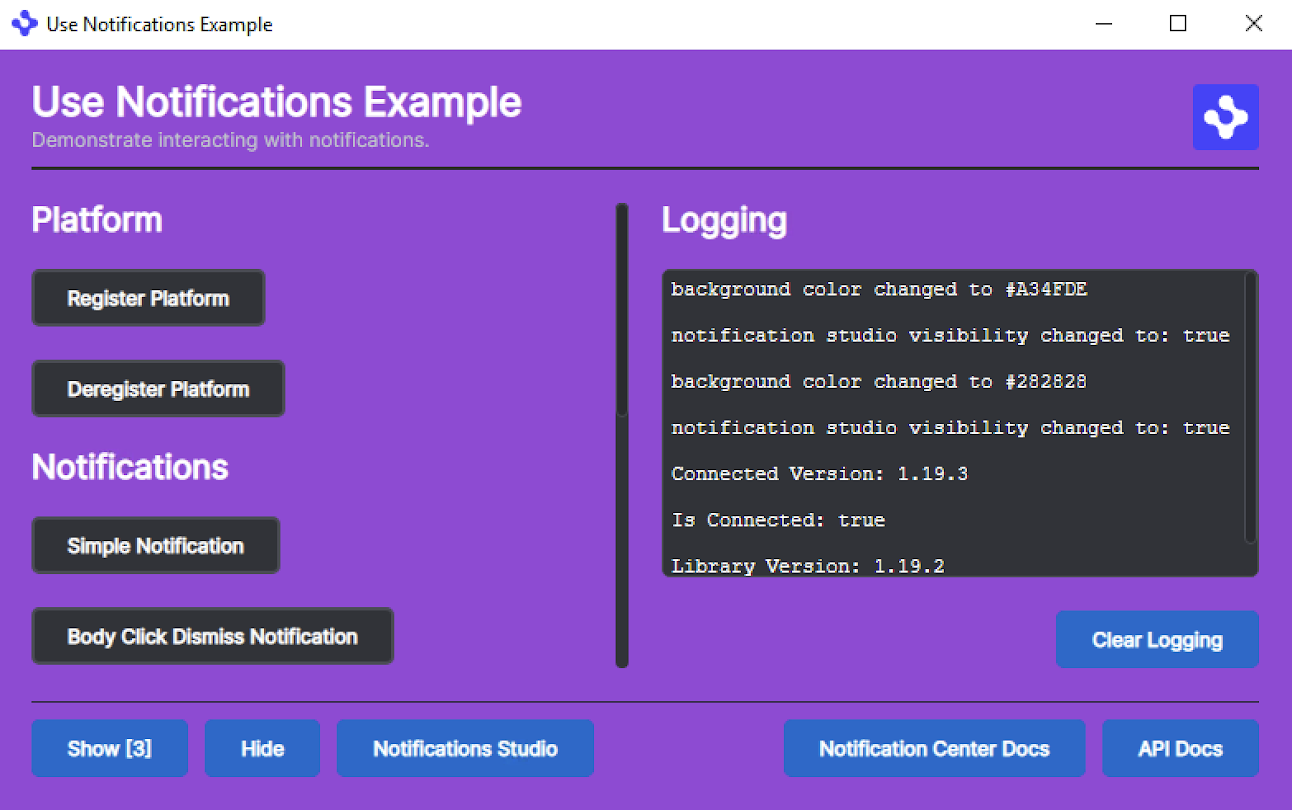 Use Notifications Example
Use Notifications Example
Demonstrate interacting with notifications.
Platform
Register Platform
Deregister Platform
Notifications
Simple Notification
Body Click Dismiss Notification
Logging
background color changed to #A34FDE
notification studio visibility changed to: true
background color changed to #282828
notification studio visibility changed to: true
Connected Version: 1.19.3
Is Connected: true
Library Version: 1.19.2
Clear Logging
Show [3]
Hide
Notifications Studio
Notification Center Docs
API Docs